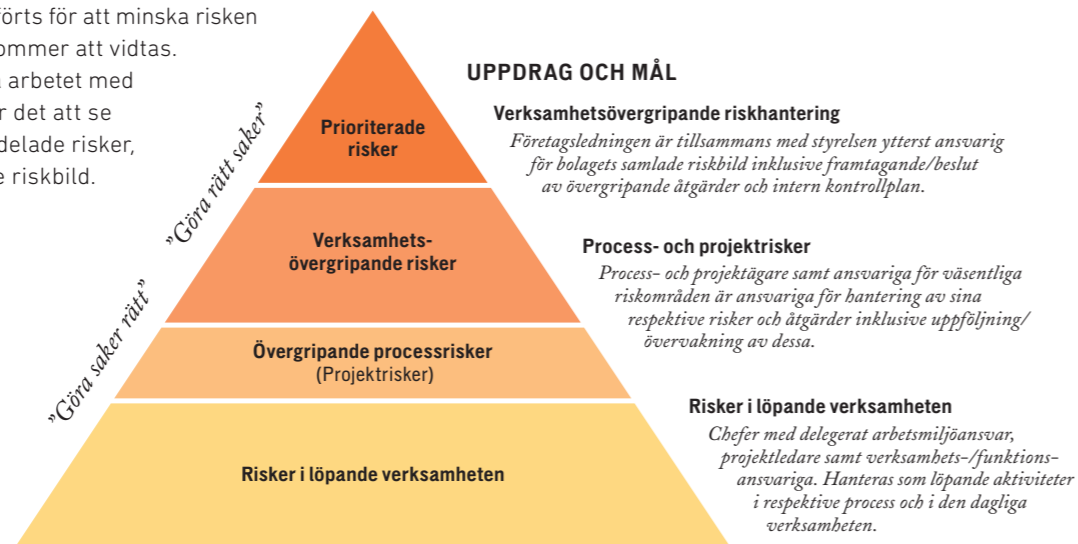 förts för att minska risken
ommer att vidtas.
arbetet med
r det att se
delade risker,
e riskbild.
”Göra rätt saker”
”Göra saker rätt”
Prioriterade
risker
Verksamhets-
övergripande risker
Övergripande processrisker
(Projektrisker)
Risker i löpande verksamheten
UPPDRAG OCH MÅL
Verksamhetsövergripande riskhantering
Företagsledningen är tillsammans med styrelsen ytterst ansvarig
för bolagets samlade riskbild inklusive framtagande/beslut
av övergripande åtgärder och intern kontrollplan.
Process- och projektrisker
Process- och projektägare samt ansvariga för väsentliga
riskområden är ansvariga för hantering av sina
respektive risker och åtgärder inklusive uppföljning/
övervakning av dessa.
Risker i löpande verksamheten
Chefer med delegerat arbetsmiljöansvar,
projektledare samt verksamhets-/funktions-
ansvariga. Hanteras som löpande aktiviteter
i respektive process och i den dagliga
verksamheten.